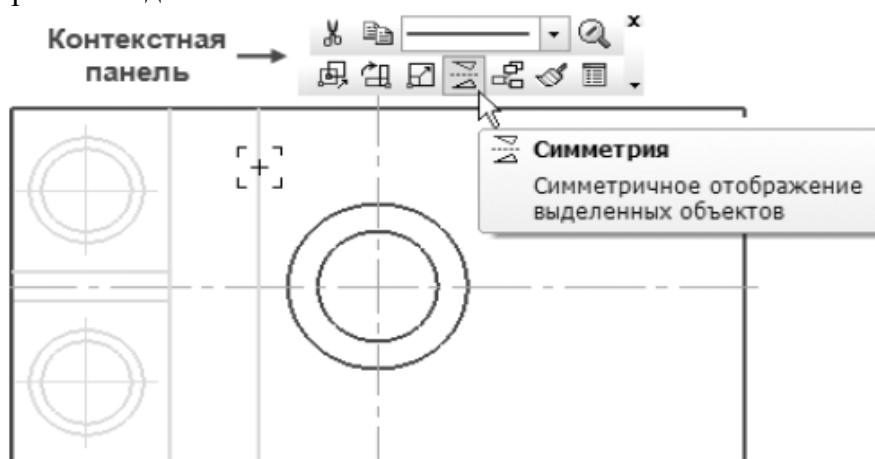 Контекстная
панель
x
Симметрия
Симметричное отображение
выделенных объектов